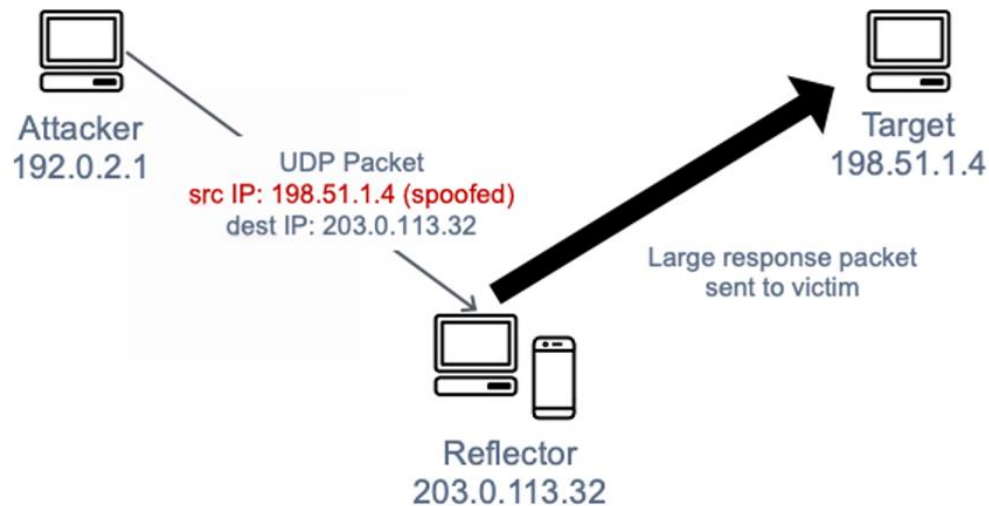 Attacker
192.0.2.1
Target
198.51.1.4
UDP Packet
src IP: 198.51.1.4 (spoofed)
dest IP: 203.0.113.32
Large response packet
sent to victim
Reflector
203.0.113.32